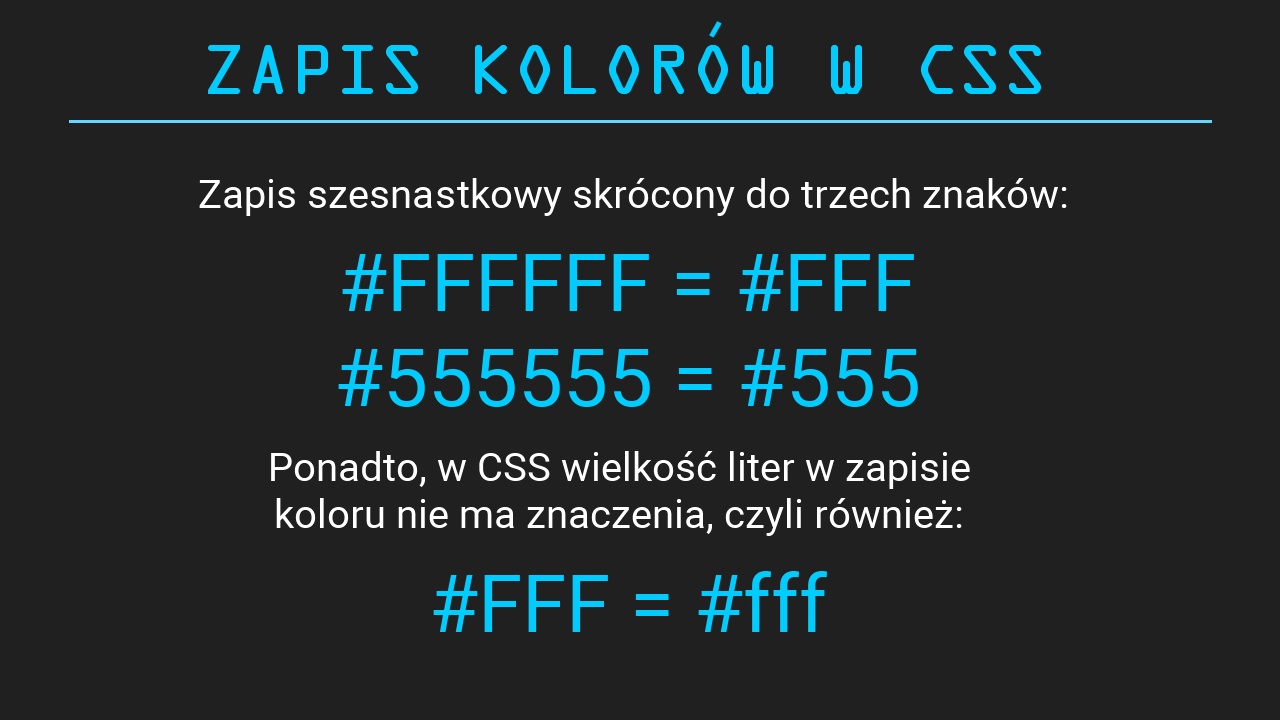 ZAPIS KOLORÓW W CSS
Zapis szesnastkowy skrócony do trzech znaków:
#FFFFFF = #FFF
#555555 = #555
Ponadto, w CSS wielkość liter w zapisie
koloru nie ma znaczenia, czyli również:
#FFF = #fff